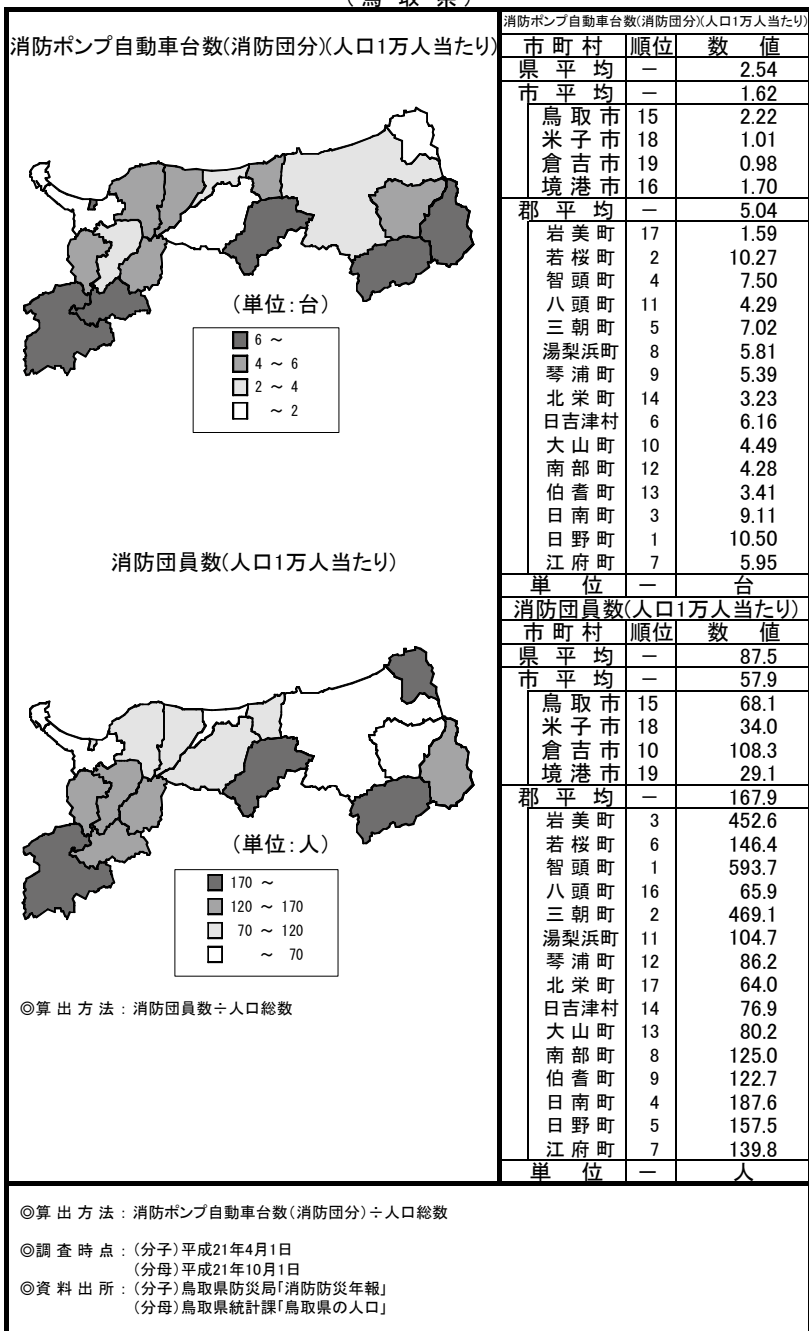 (鳥取県)
消防ポンプ自動車台数(消防団分)(人口1万人当たり)
(単位:台)
6 ~
4 ~ 6
2 ~ 4
~ 2
消防団員数(人口1万人当たり)
(単位:人)
170 ~
120 ~ 170
70 ~ 120
~ 70
◎算出方法:消防団員数÷人口総数
消防ポンプ自動車台数(消防団分)(人口1万人当たり)
市町村 順位 数値
県平均 - 2.54
市平均 - 1.62
鳥取市 15 2.22
米子市 18 1.01
倉吉市 19 0.98
境港市 16 1.70
郡平均 - 5.04
岩美町 17 1.59
若桜町 2 10.27
智頭町 4 7.50
八頭町 11 4.29
三朝町 5 7.02
湯梨浜町 8 5.81
琴浦町 9 5.39
北栄町 14 3.23
日吉津村 6 6.16
大山町 10 4.49
南部町 12 4.28
伯耆町 13 3.41
日南町 3 9.11
日野町 1 10.50
江府町 7 5.95
単位 - 台
消防団員数(人口1万人当たり)
市町村 順位 数値
県平均 - 87.5
市平均 - 57.9
鳥取市 15 68.1
米子市 18 34.0
倉吉市 10 108.3
境港市 19 29.1
郡平均 - 167.9
岩美町 3 452.6
若桜町 6 146.4
智頭町 1 593.7
八頭町 16 65.9
三朝町 2 469.1
湯梨浜町 11 104.7
琴浦町 12 86.2
北栄町 17 64.0
日吉津村 14 76.9
大山町 13 80.2
南部町 8 125.0
伯耆町 9 122.7
日南町 4 187.6
日野町 5 157.5
江府町 7 139.8
単位 - 人
◎算出方法:消防ポンプ自動車台数(消防団分)÷人口総数
◎調査時点:(分子)平成21年4月1日
(分母)平成21年10月1日
◎資料出所:(分子)鳥取県防災局「消防防災年報」
(分母)鳥取県統計課「鳥取県の人口」